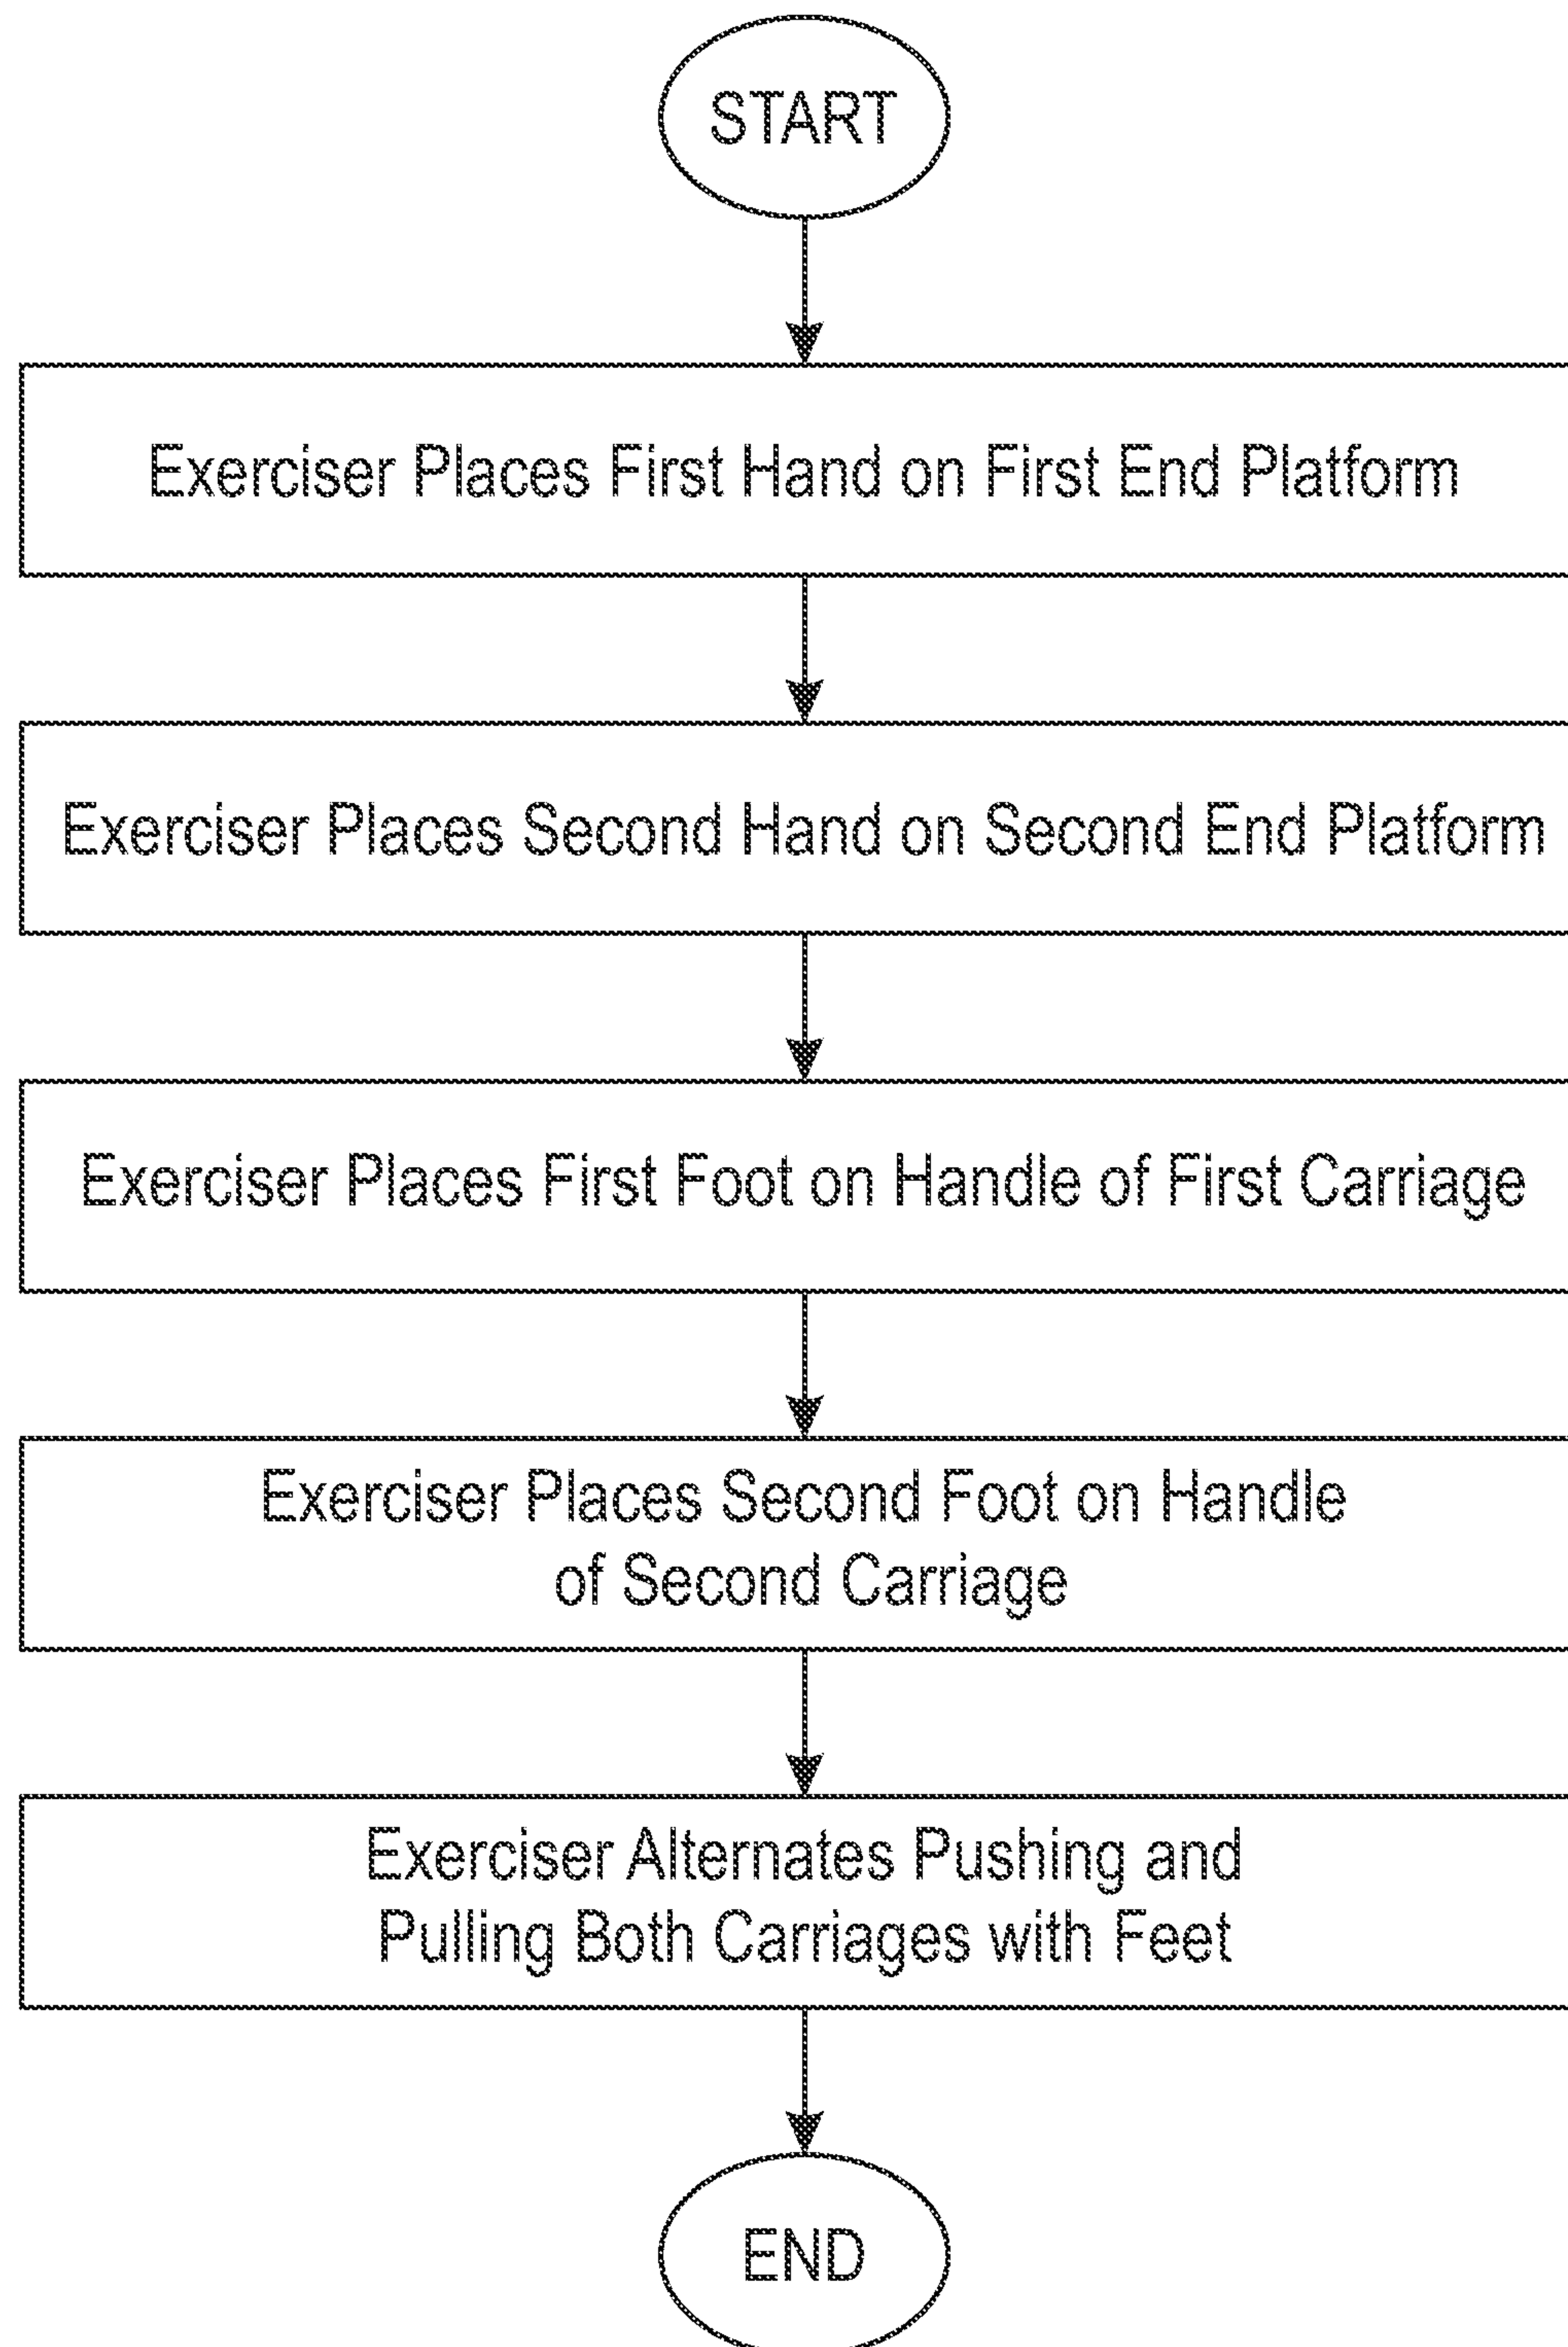 START
Exerciser Places First Hand on First End Platform
Exerciser Places Second Hand on Second End Platform
Exerciser Places First Foot on Handle of First Carriage
Exerciser Places Second Foot on Handle
of Second Carriage
Exerciser Alternates Pushing and
Pulling Both Carriages with Feet
END